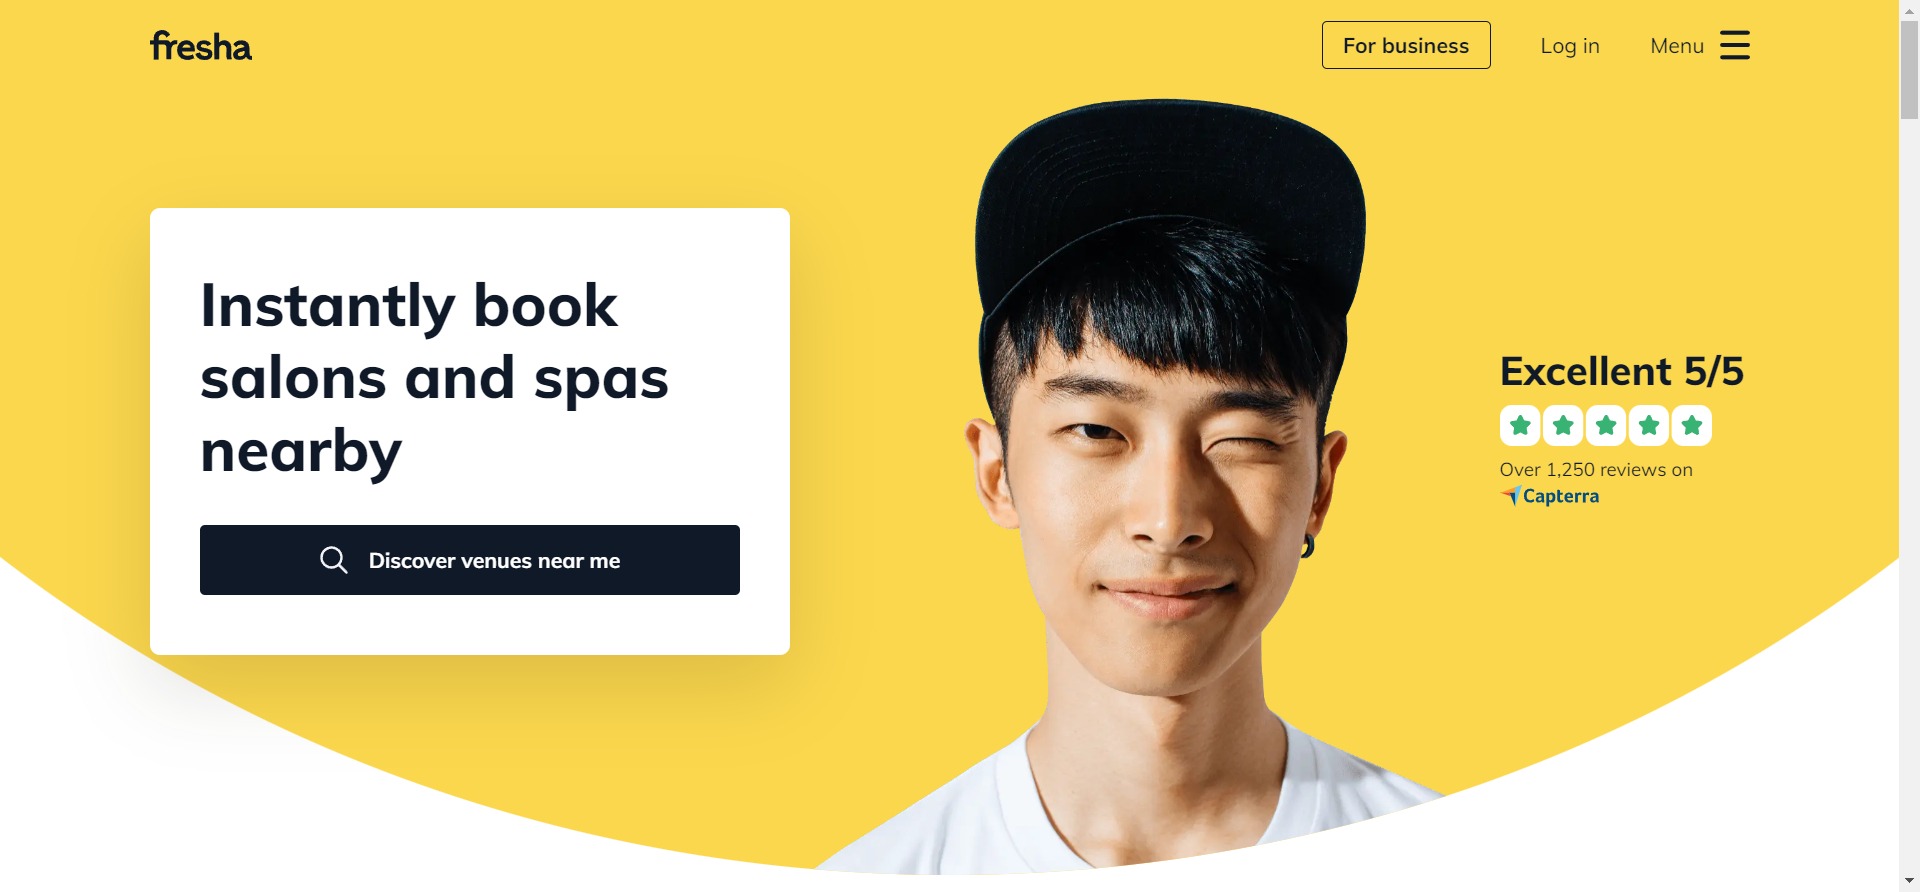 fresha
For business
Log in
Menu
Instantly book
salons and spas
nearby
Discover venues near me
Excellent 5/5
Over 1,250 reviews on
Capterra